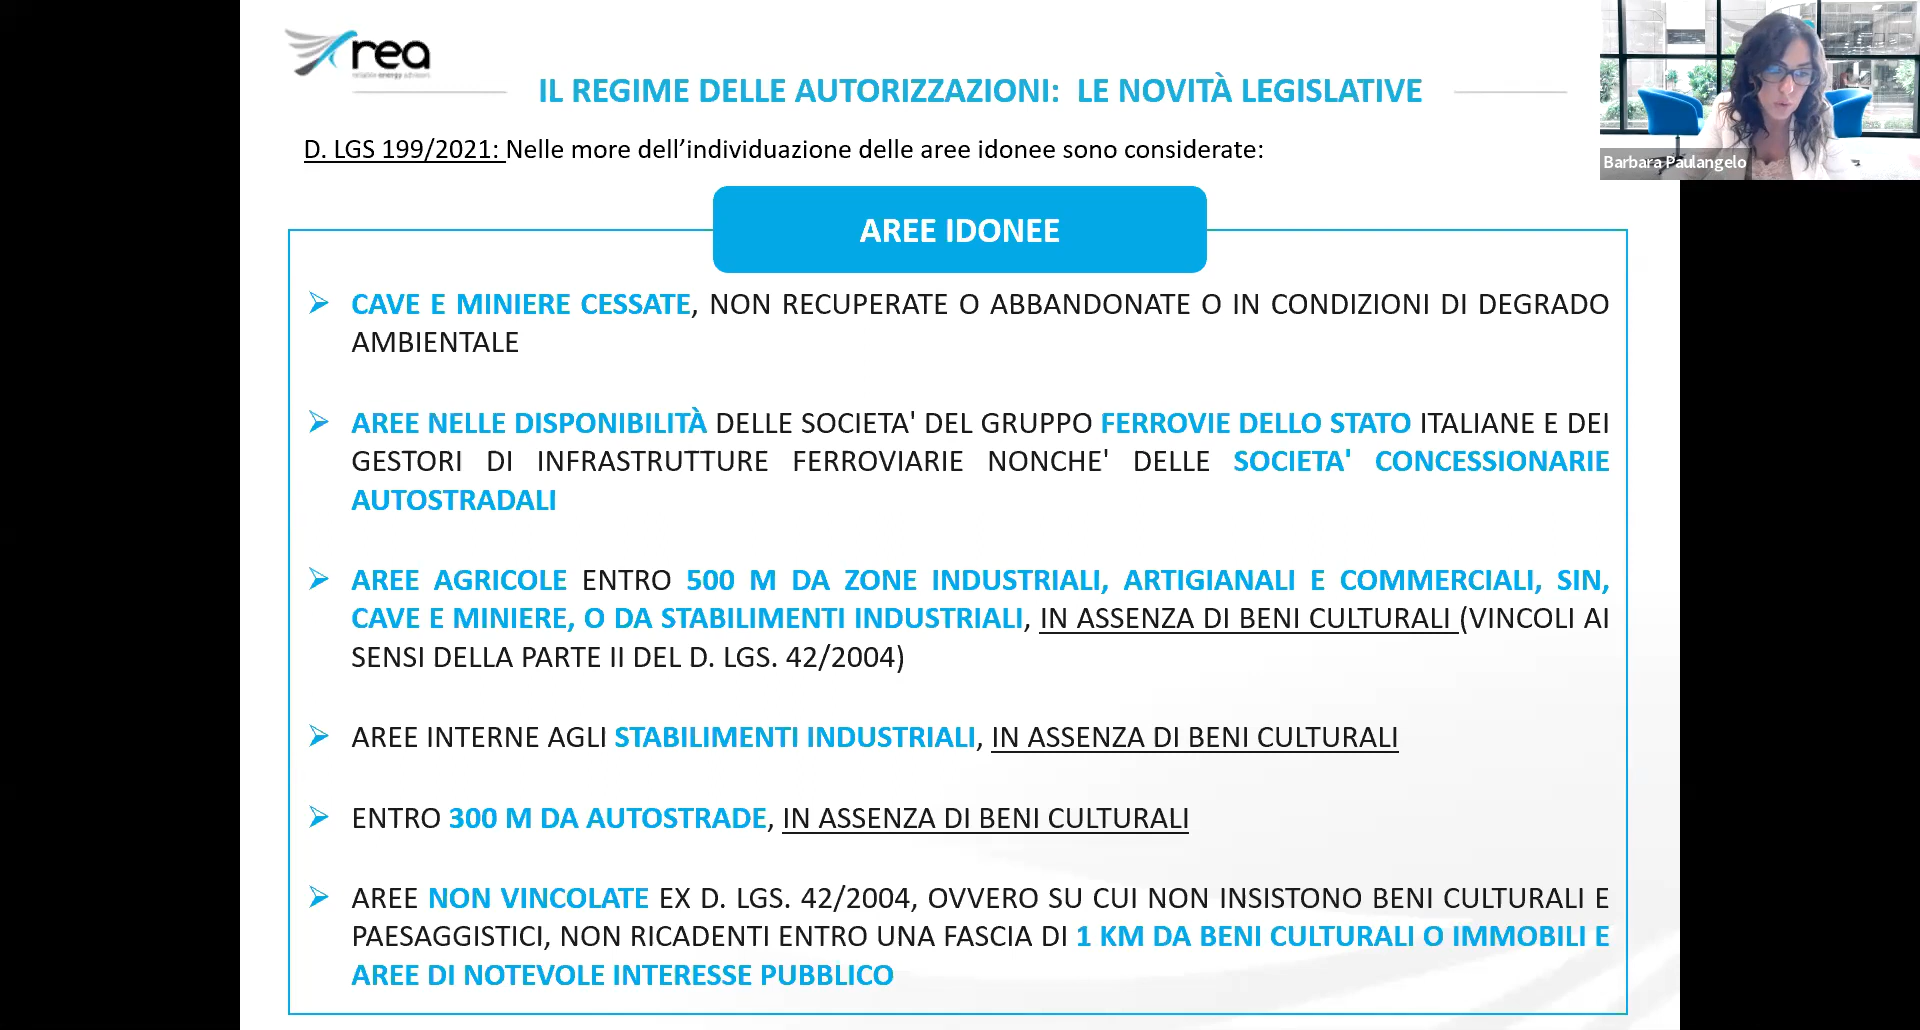 rea
reliable energy advisors
IL REGIME DELLE AUTORIZZAZIONI: LE NOVITÀ LEGISLATIVE
Barbara Paulangelo
D. LGS 199/2021: Nelle more dell’individuazione delle aree idonee sono considerate:
AREE IDONEE
CAVE E MINIERE CESSATE, NON RECUPERATE O ABBANDONATE O IN CONDIZIONI DI DEGRADO
AMBIENTALE
AREE NELLE DISPONIBILITÀ DELLE SOCIETA' DEL GRUPPO FERROVIE DELLO STATO ITALIANE E DEI
GESTORI DI INFRASTRUTTURE FERROVIARIE NONCHE' DELLE SOCIETA' CONCESSIONARIE
AUTOSTRADALI
AREE AGRICOLE ENTRO 500 M DA ZONE INDUSTRIALI, ARTIGIANALI E COMMERCIALI, SIN,
CAVE E MINIERE, O DA STABILIMENTI INDUSTRIALI, IN ASSENZA DI BENI CULTURALI (VINCOLI AI
SENSI DELLA PARTE II DEL D. LGS. 42/2004)
AREE INTERNE AGLI STABILIMENTI INDUSTRIALI, IN ASSENZA DI BENI CULTURALI
ENTRO 300 M DA AUTOSTRADE, IN ASSENZA DI BENI CULTURALI
AREE NON VINCOLATE EX D. LGS. 42/2004, OVVERO SU CUI NON INSISTONO BENI CULTURALI E
PAESAGGISTICI, NON RICADENTI ENTRO UNA FASCIA DI 1 KM DA BENI CULTURALI O IMMOBILI E
AREE DI NOTEVOLE INTERESSE PUBBLICO